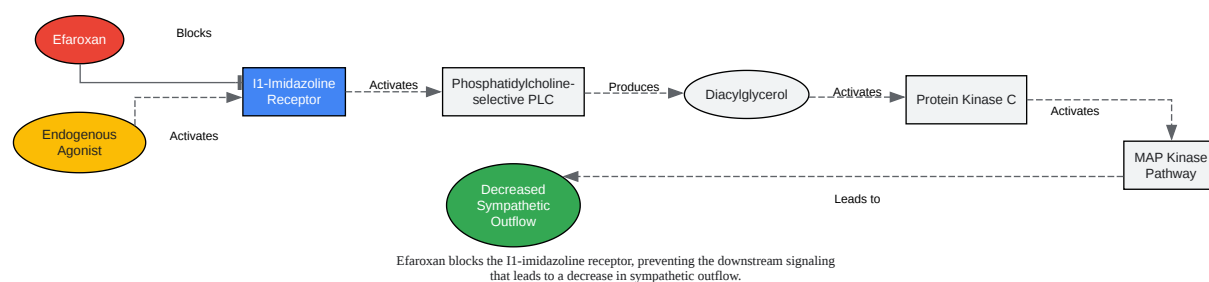 Efaroxan
Blocks
I1-Imidazoline
Receptor
Activates
Phosphatidylcholine-
selective PLC
Produces
Diacylglycerol
Activates
Protein Kinase C
Activates
Endogenous
Agonist
Activates
MAP Kinase
Pathway
Decreased
Sympathetic
Outflow
Leads to
Efaroxan blocks the I1-imidazoline receptor, preventing the downstream signaling
that leads to a decrease in sympathetic outflow.